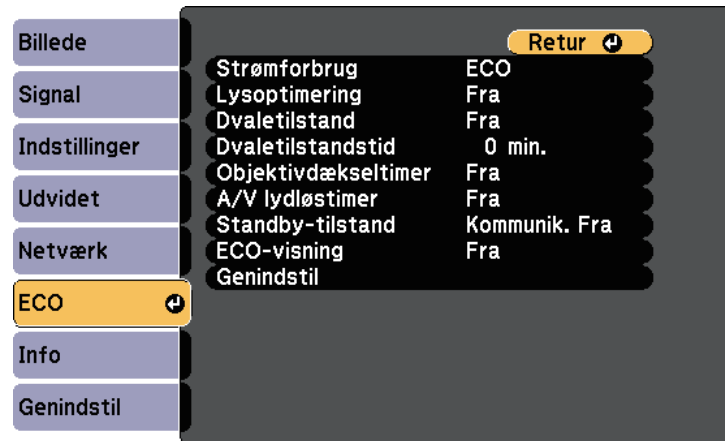 Billede
Signal
Indstillinger
Udvidet
Netværk
ECO
Info
Genindstil
Retur
Strømforbrug ECO
Lysoptimering Fra
Dvaletilstand Fra
Dvaletilstandstid 0 min.
Objektivdækseltimer Fra
A/V lydløstimer Fra
Standby-tilstand Kommunik. Fra
ECO-visning Fra
Genindstil